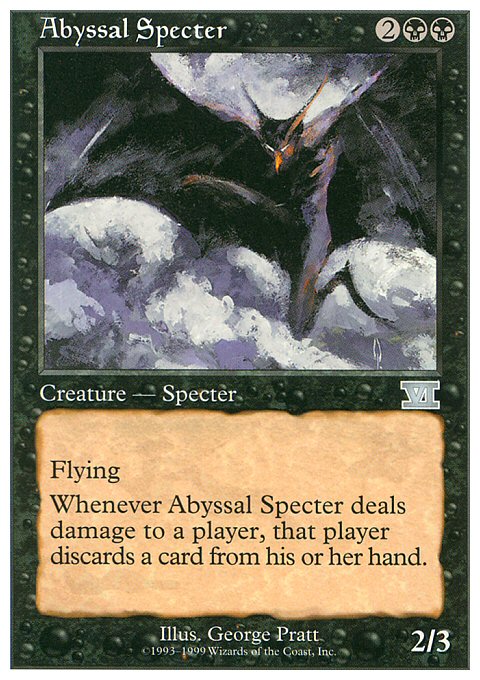 Abyssal Specter 2
Creature — Specter VI
Flying
Whenever Abyssal Specter deals
damage to a player, that player
discards a card from his or her hand.
Illus. George Pratt
©1993–1999 Wizards of the Coast, Inc.
2/3